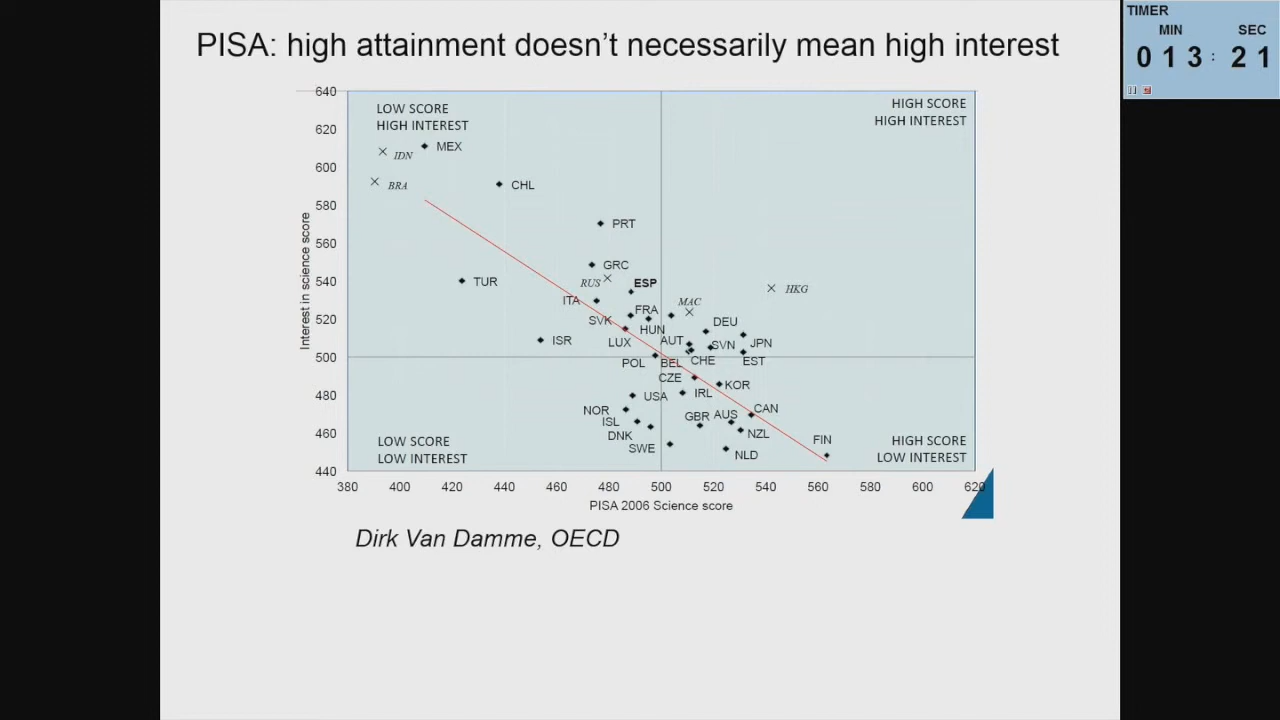 PISA: high attainment doesn't necessarily mean high interest
TIMER
MIN SEC
013:21
LOW SCORE
HIGH INTEREST
HIGH SCORE
HIGH INTEREST
LOW SCORE
LOW INTEREST
HIGH SCORE
LOW INTEREST
640
620
600
580
560
540
520
500
480
460
440
Interest in science score
IDN
MEX
BRA
CHL
PRT
GRC
RUS
ESP
TUR
HKG
ITA
MAC
FRA
SVK
DEU
HUN
ISR
LUX
AUT
SVN
JPN
POL
BEL
CHE
EST
CZE
KOR
USA
IRL
NOR
GBR
AUS
CAN
ISL
DNK
NZL
SWE
NLD
FIN
380 400 420 440 460 480 500 520 540 560 580 600 620
PISA 2006 Science score
Dirk Van Damme, OECD